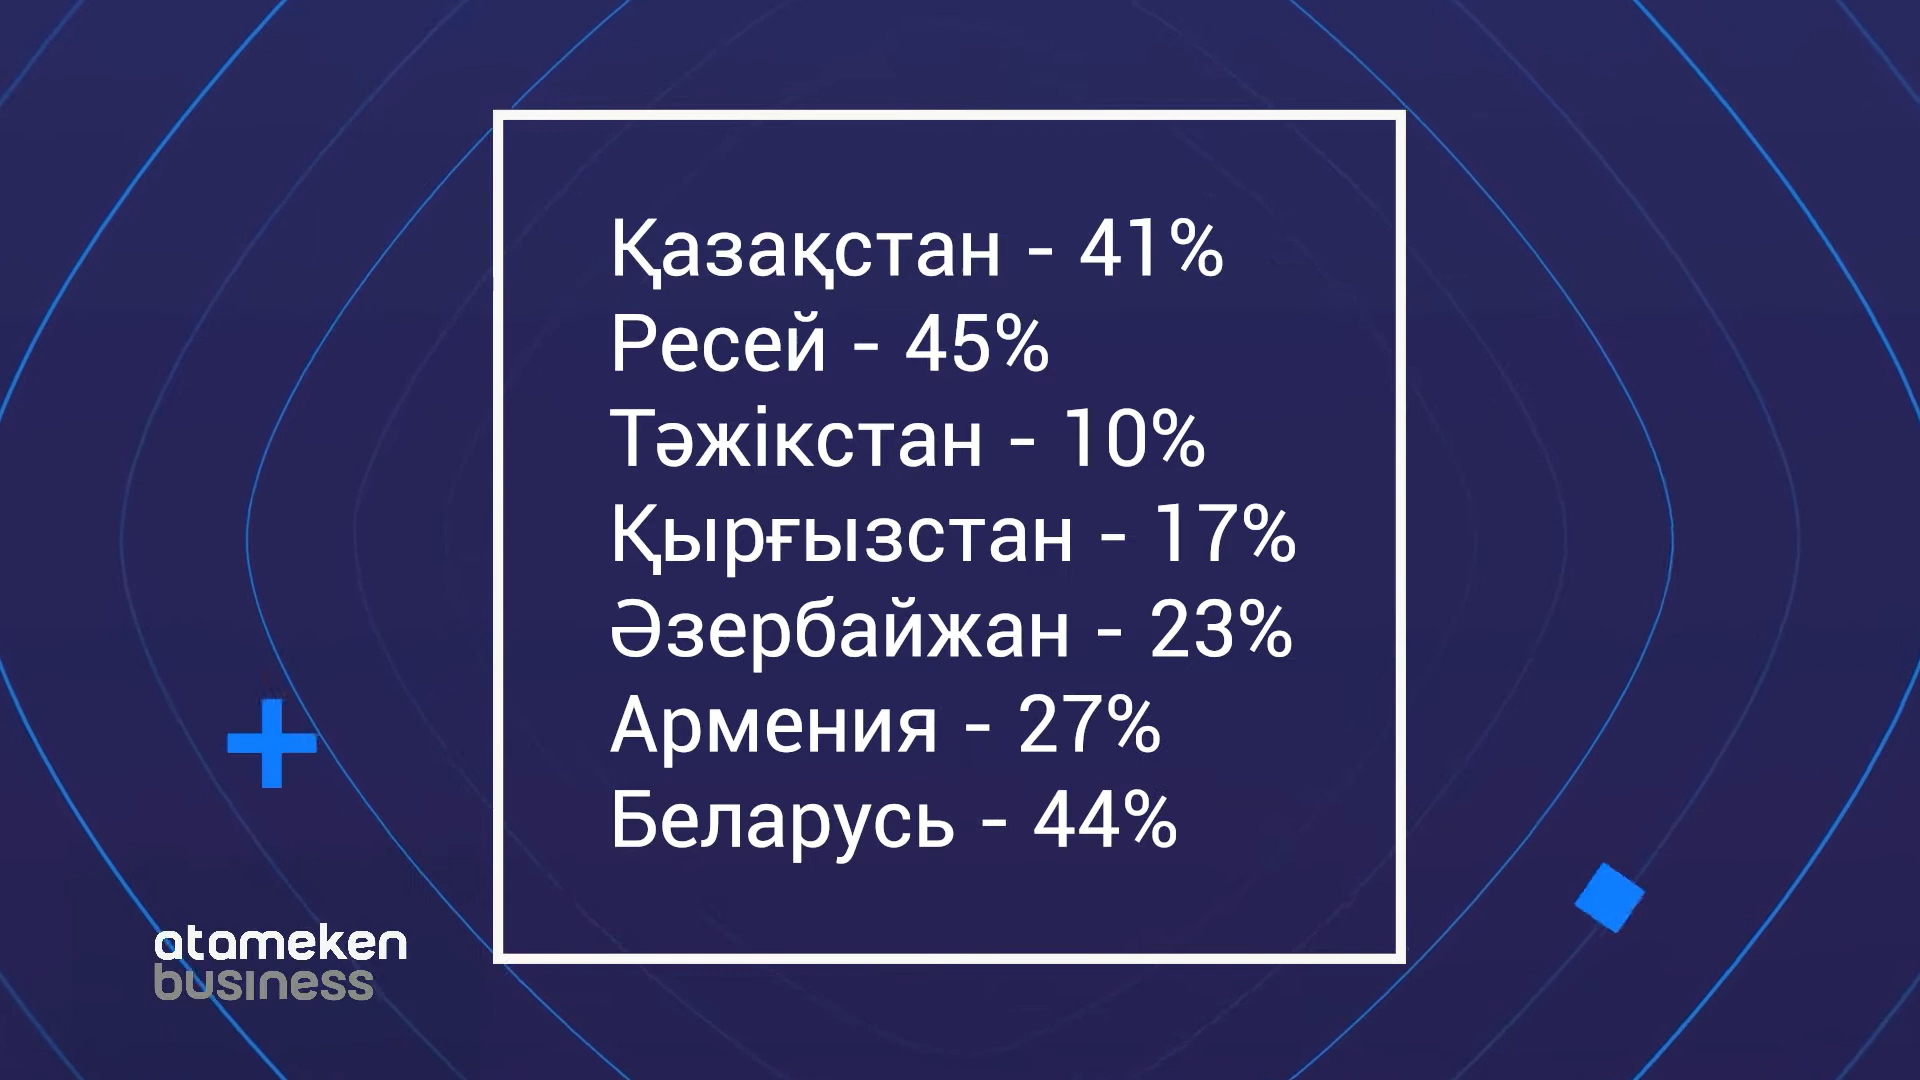 Қазақстан - 41%
Ресей - 45%
Тәжікстан - 10%
Қырғызстан - 17%
Әзербайжан - 23%
Армения - 27%
Беларусь - 44%
atameken
business